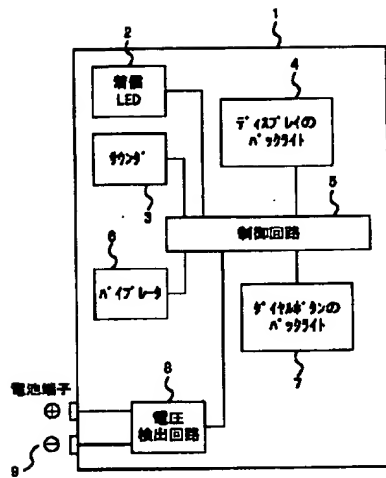 1
2
着信
LED
4
ディスプレイの
バックライト
サウンダ
3
5
制御回路
6
バイブレータ
ダイヤルボタンの
バックライト
7
電池端子
8
⊕
電圧
検出回路
⊖
9